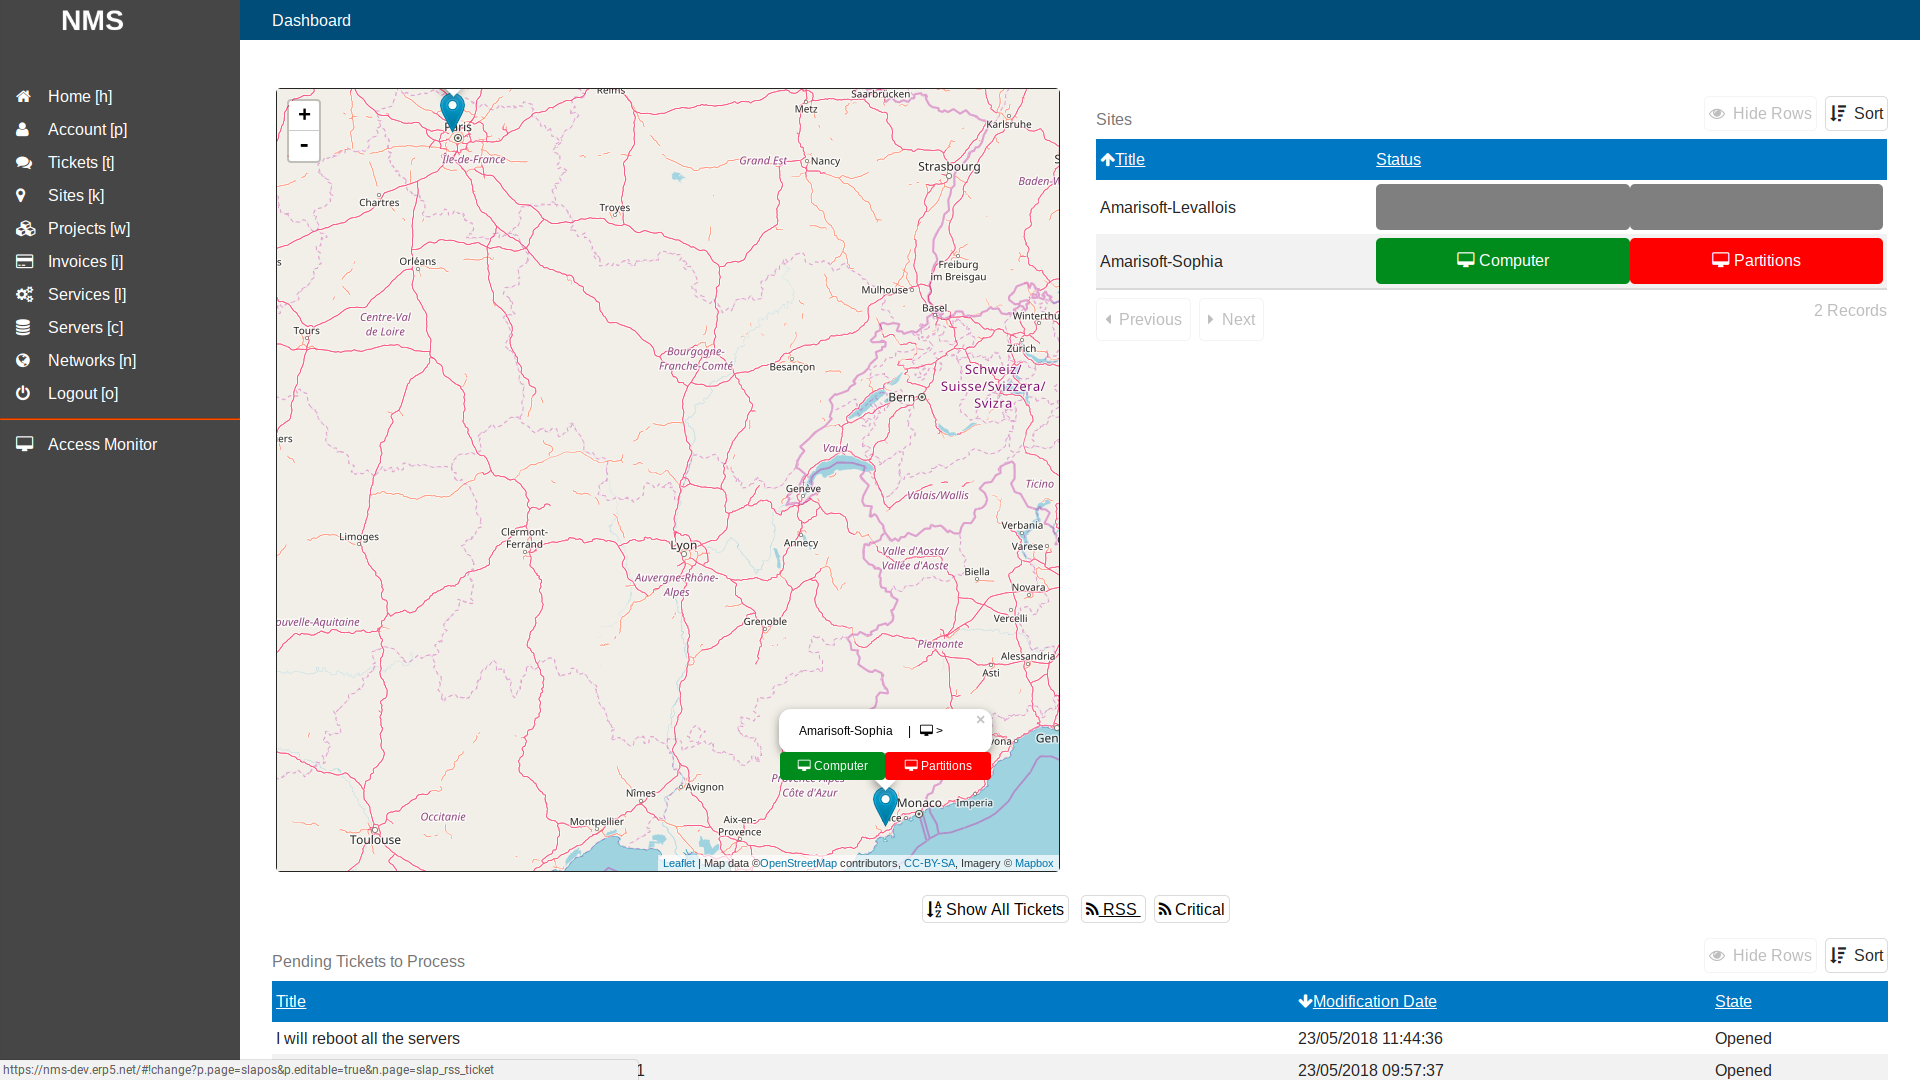 NMS
Dashboard
Home [h]
Account [p]
Tickets [t]
Sites [k]
Projects [w]
Invoices [i]
Services [l]
Servers [c]
Networks [n]
Logout [o]
Access Monitor
+
-
Reims
Saarbrücken
Metz
Karlsruhe
Paris
Île-de-France
Grand Est
Nancy
Strasbourg
Baden-W
Chartres
Troyes
Orléans
Freiburg
im Breisgau
Mulhouse
Basel
Winterthu
Centre-Val
de Loire
Tours
Zürich
Bourgogne-
Franche-Comté
Besançon
Schweiz/
Suisse/Svizzera/
Svizra
Bern
iers
Vaud
Genève
Ticino
Valais/Wallis
Verbania
Limoges
Clermont-
Ferrand
Lyon
Annecy
Varese
Valle d'Aosta/
Vallée d'Aoste
Biella
Auvergne-Rhône-
Alpes
Novara
ouvelle-Aquitaine
Grenoble
Vercelli
Piemonte
Alessandria
Asti
Amarisoft-Sophia | >
×
vona
Gen
Computer
Partitions
Provence-Alpes
Côte d'Azur
Nîmes
Avignon
Monaco
Imperia
ice
Occitanie
Montpellier
Aix-en-
Provence
Toulouse
Leaflet | Map data ©OpenStreetMap contributors, CC-BY-SA, Imagery © Mapbox
Sites
Hide Rows
Sort
Title
Status
Amarisoft-Levallois
Amarisoft-Sophia
Computer
Partitions
Previous
Next
2 Records
Show All Tickets
RSS
Critical
Pending Tickets to Process
Hide Rows
Sort
Title
Modification Date
State
I will reboot all the servers
23/05/2018 11:44:36
Opened
1
23/05/2018 09:57:37
Opened
https://nms-dev.erp5.net/#!change?p.page=slapos&p.editable=true&n.page=slap_rss_ticket